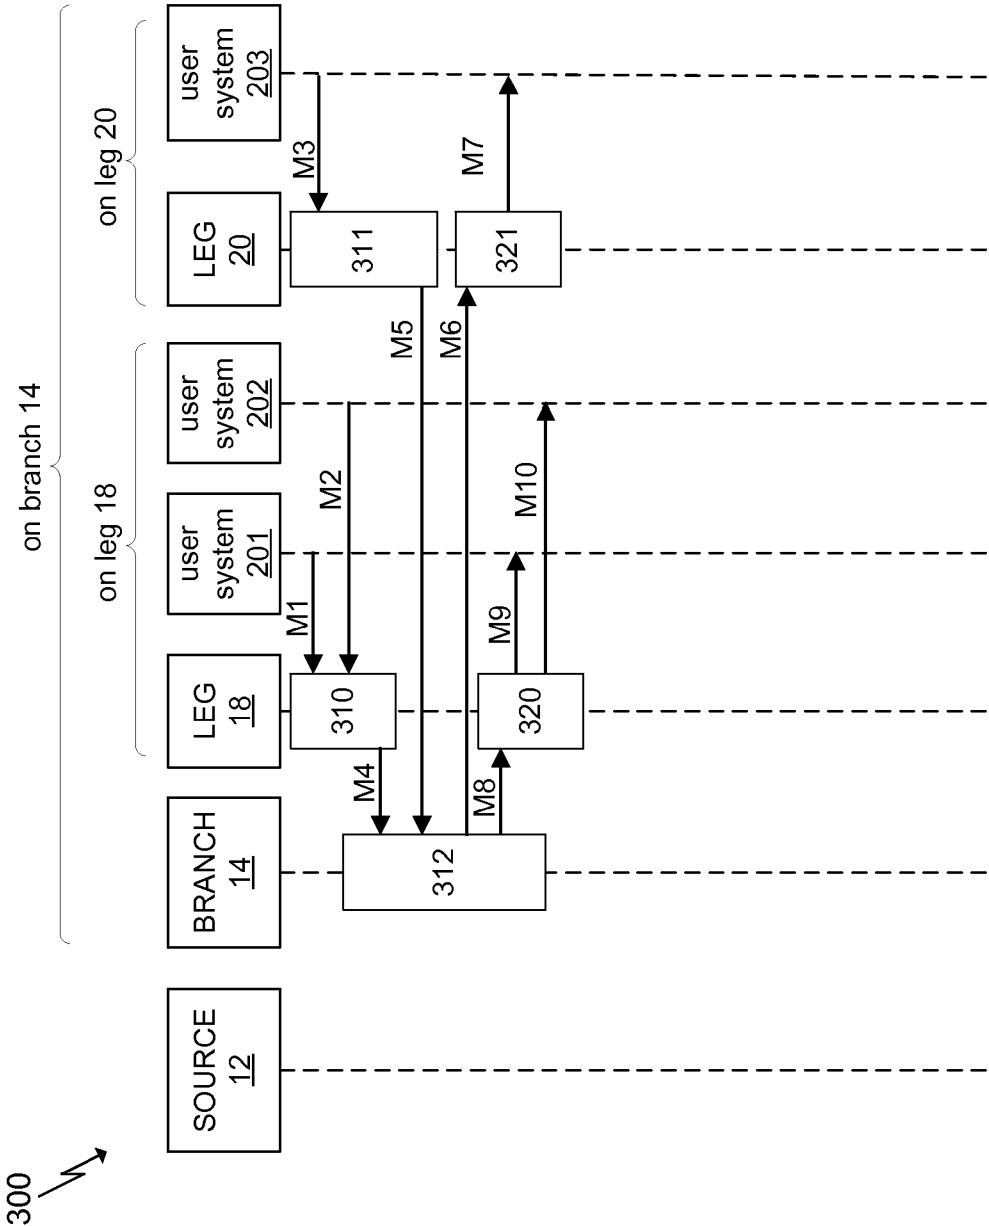 300
on branch 14
on leg 18
on leg 20
SOURCE
12
BRANCH
14
LEG
18
user
system
201
user
system
202
LEG
20
user
system
203
M1
M2
M3
310
311
M4
M5
312
M6
M7
321
M8
320
M9
M10